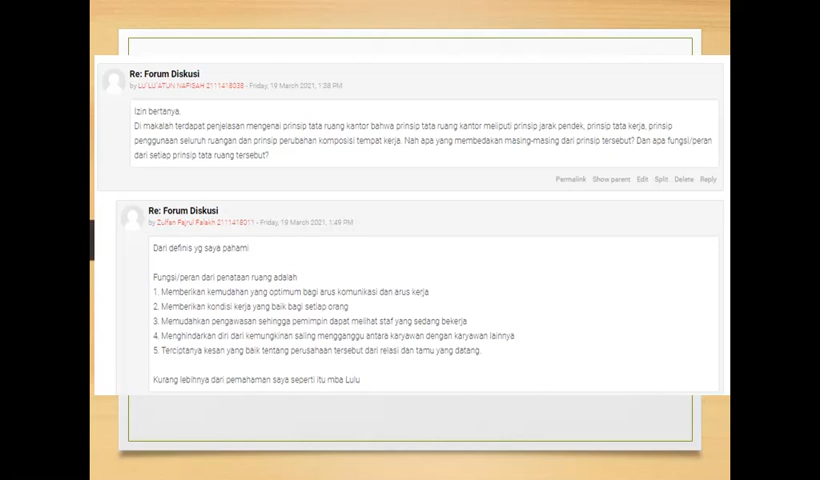 Re: Forum Diskusi
by LU`LU`ATUN NAFISAH 2111418038 - Friday, 19 March 2021, 1:38 PM
Izin bertanya.
Di makalah terdapat penjelasan mengenai prinsip tata ruang kantor bahwa prinsip tata ruang kantor meliputi prinsip jarak pendek, prinsip tata kerja, prinsip
penggunaan seluruh ruangan dan prinsip perubahan komposisi tempat kerja. Nah apa yang membedakan masing-masing dari prinsip tersebut? Dan apa fungsi/peran
dari setiap prinsip tata ruang tersebut?
Permalink Show parent Edit Split Delete Reply
Re: Forum Diskusi
by Zulfan Fajrul Falakh 2111418011 - Friday, 19 March 2021, 1:49 PM
Dari definis yg saya pahami
Fungsi/peran dari penataan ruang adalah
1. Memberikan kemudahan yang optimum bagi arus komunikasi dan arus kerja
2. Memberikan kondisi kerja yang baik bagi setiap orang
3. Memudahkan pengawasan sehingga pemimpin dapat melihat staf yang sedang bekerja
4. Menghindarkan diri dari kemungkinan saling mengganggu antara karyawan dengan karyawan lainnya
5. Terciptanya kesan yang baik tentang perusahaan tersebut dari relasi dan tamu yang datang.
Kurang lebihnya dari pemahaman saya seperti itu mba Lulu